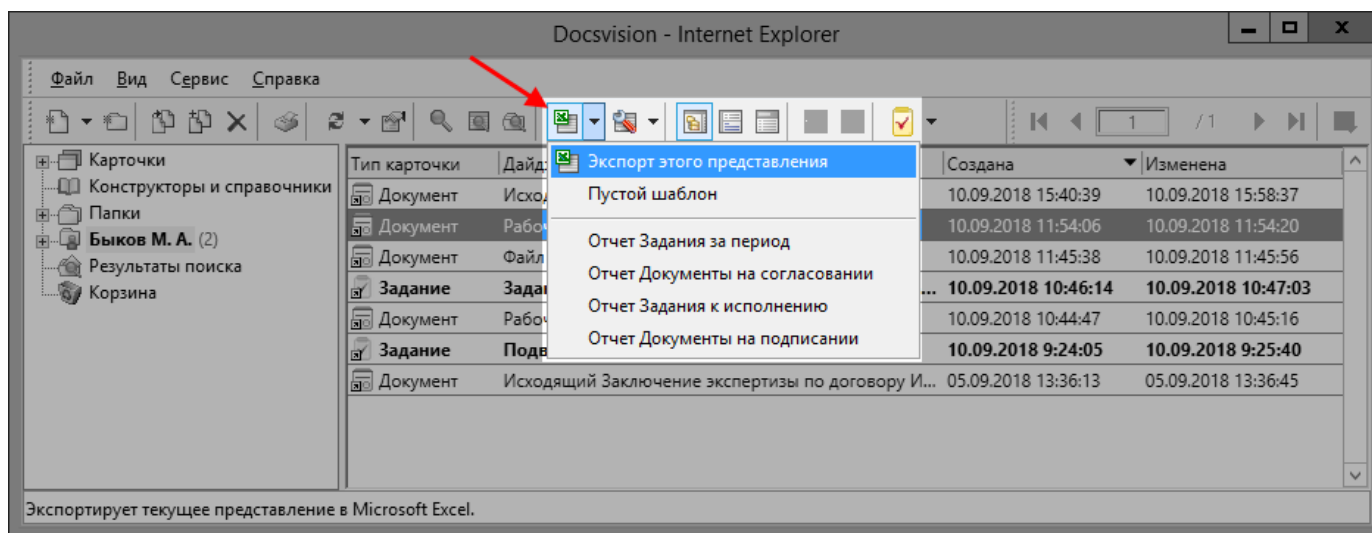 Docsvision - Internet Explorer
Файл Вид Сервис Справка
1 / 1
Карточки
Конструкторы и справочники
Папки
Быков М. А. (2)
Результаты поиска
Корзина
Тип карточки Дайд Создана Изменена
Документ Исхо 10.09.2018 15:40:39 10.09.2018 15:58:37
Документ Рабо 10.09.2018 11:54:06 10.09.2018 11:54:20
Документ Файл 10.09.2018 11:45:38 10.09.2018 11:45:56
Задание Зада ... 10.09.2018 10:46:14 10.09.2018 10:47:03
Документ Рабо 10.09.2018 10:44:47 10.09.2018 10:45:16
Задание Подв 10.09.2018 9:24:05 10.09.2018 9:25:40
Документ Исходящий Заключение экспертизы по договору И... 05.09.2018 13:36:13 05.09.2018 13:36:45
Экспорт этого представления
Пустой шаблон
Отчет Задания за период
Отчет Документы на согласовании
Отчет Задания к исполнению
Отчет Документы на подписании
Экспортирует текущее представление в Microsoft Excel.